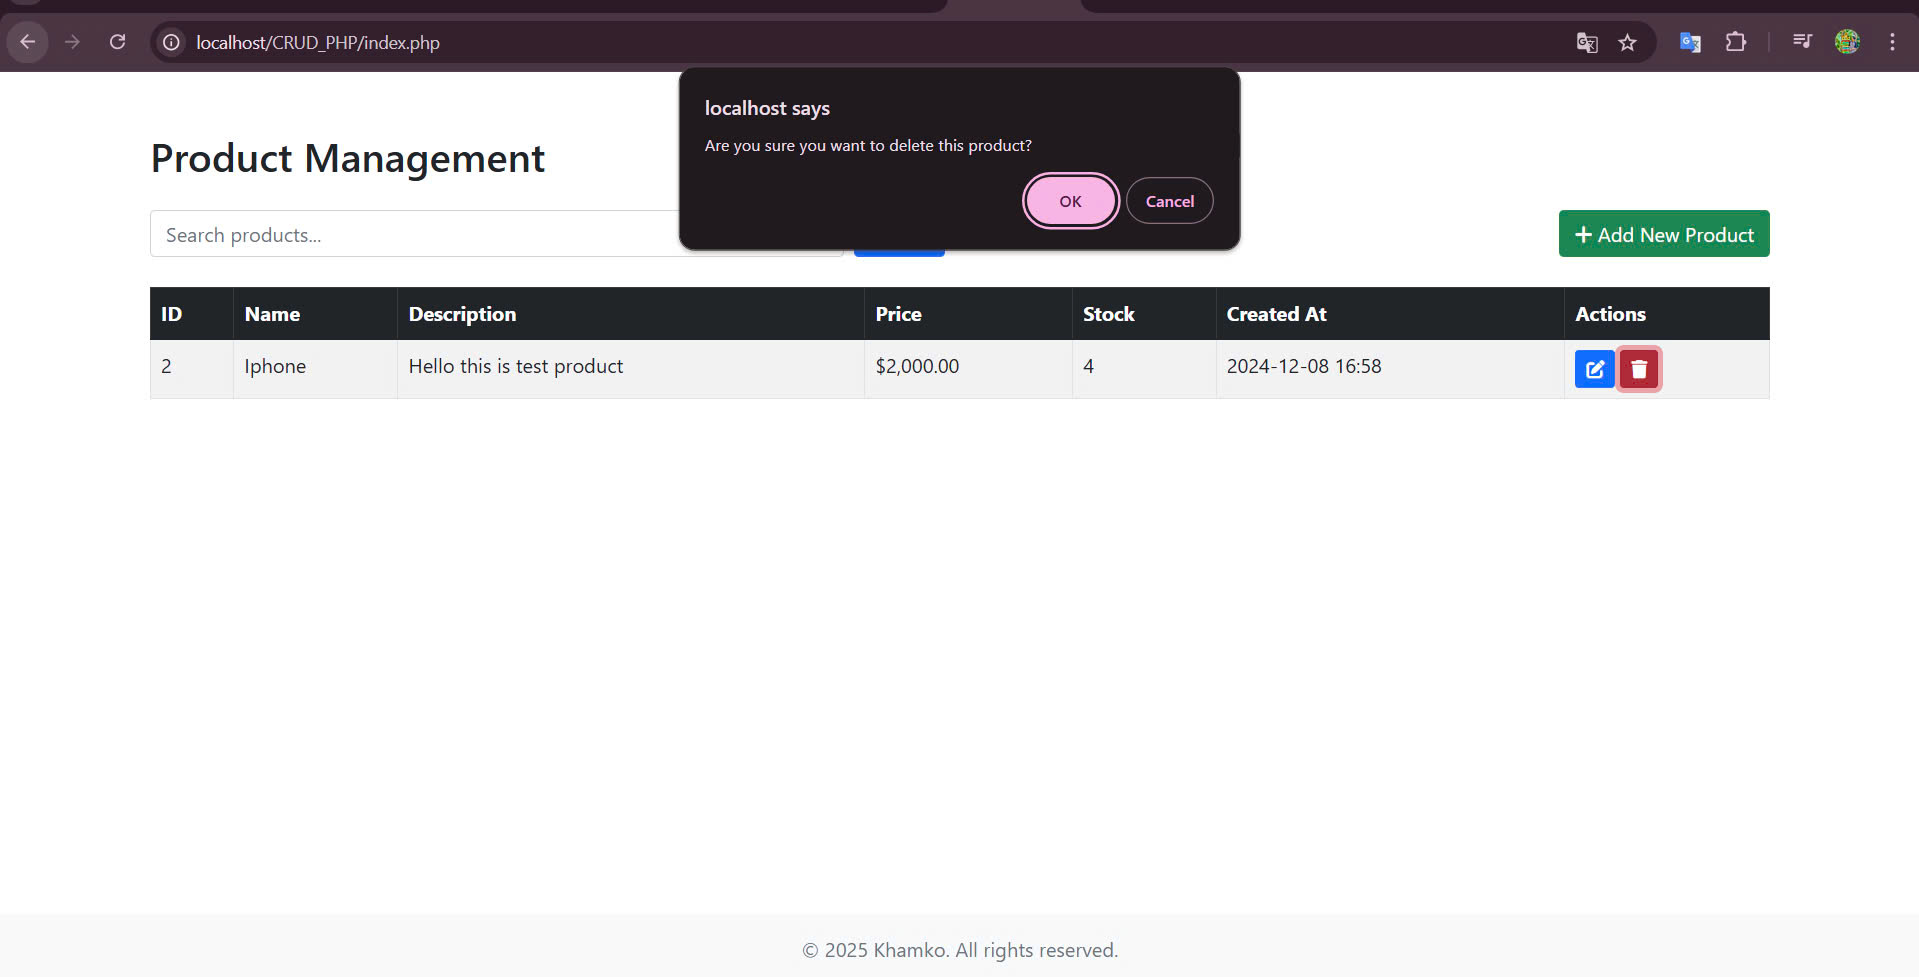 localhost/CRUD_PHP/index.php
localhost says
Are you sure you want to delete this product?
OK Cancel
Product Management
Search products...
Add New Product
ID Name Description Price Stock Created At Actions
2 Iphone Hello this is test product $2,000.00 4 2024-12-08 16:58
© 2025 Khamko. All rights reserved.